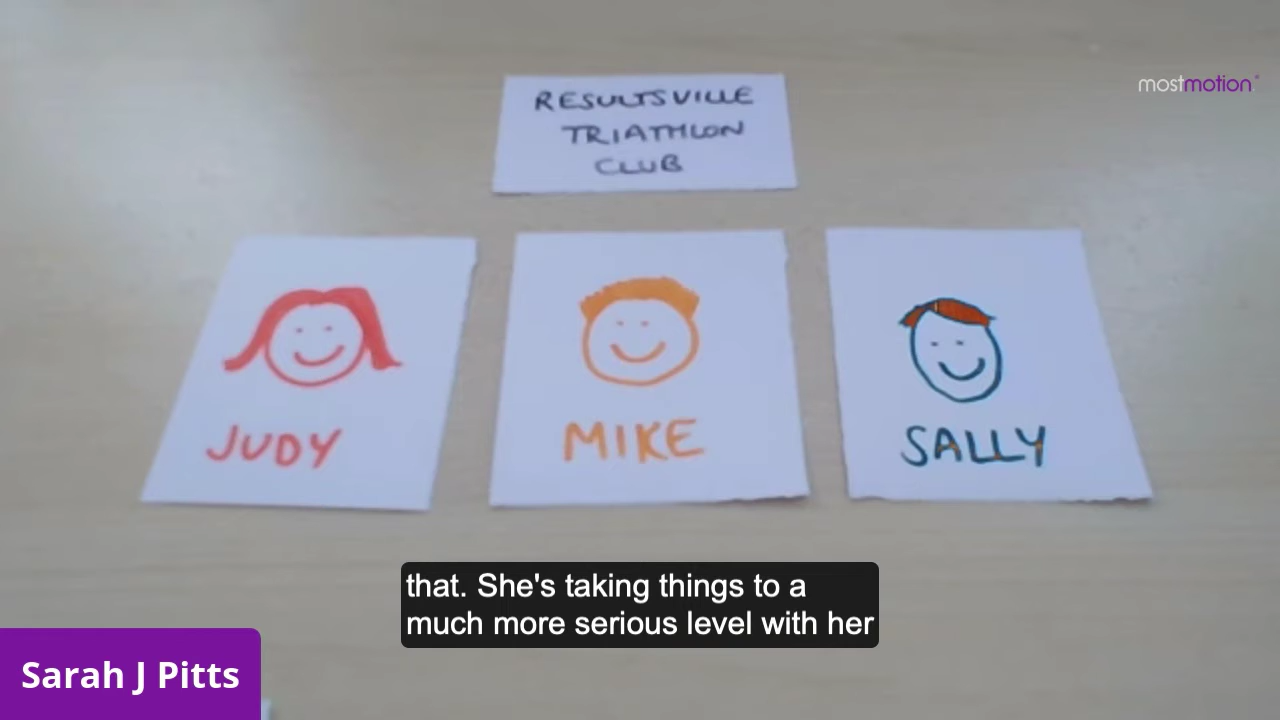 mostmotion
RESULTSVILLE
TRIATHLON
CLUB
JUDY
MIKE
SALLY
that. She's taking things to a
much more serious level with her
Sarah J Pitts